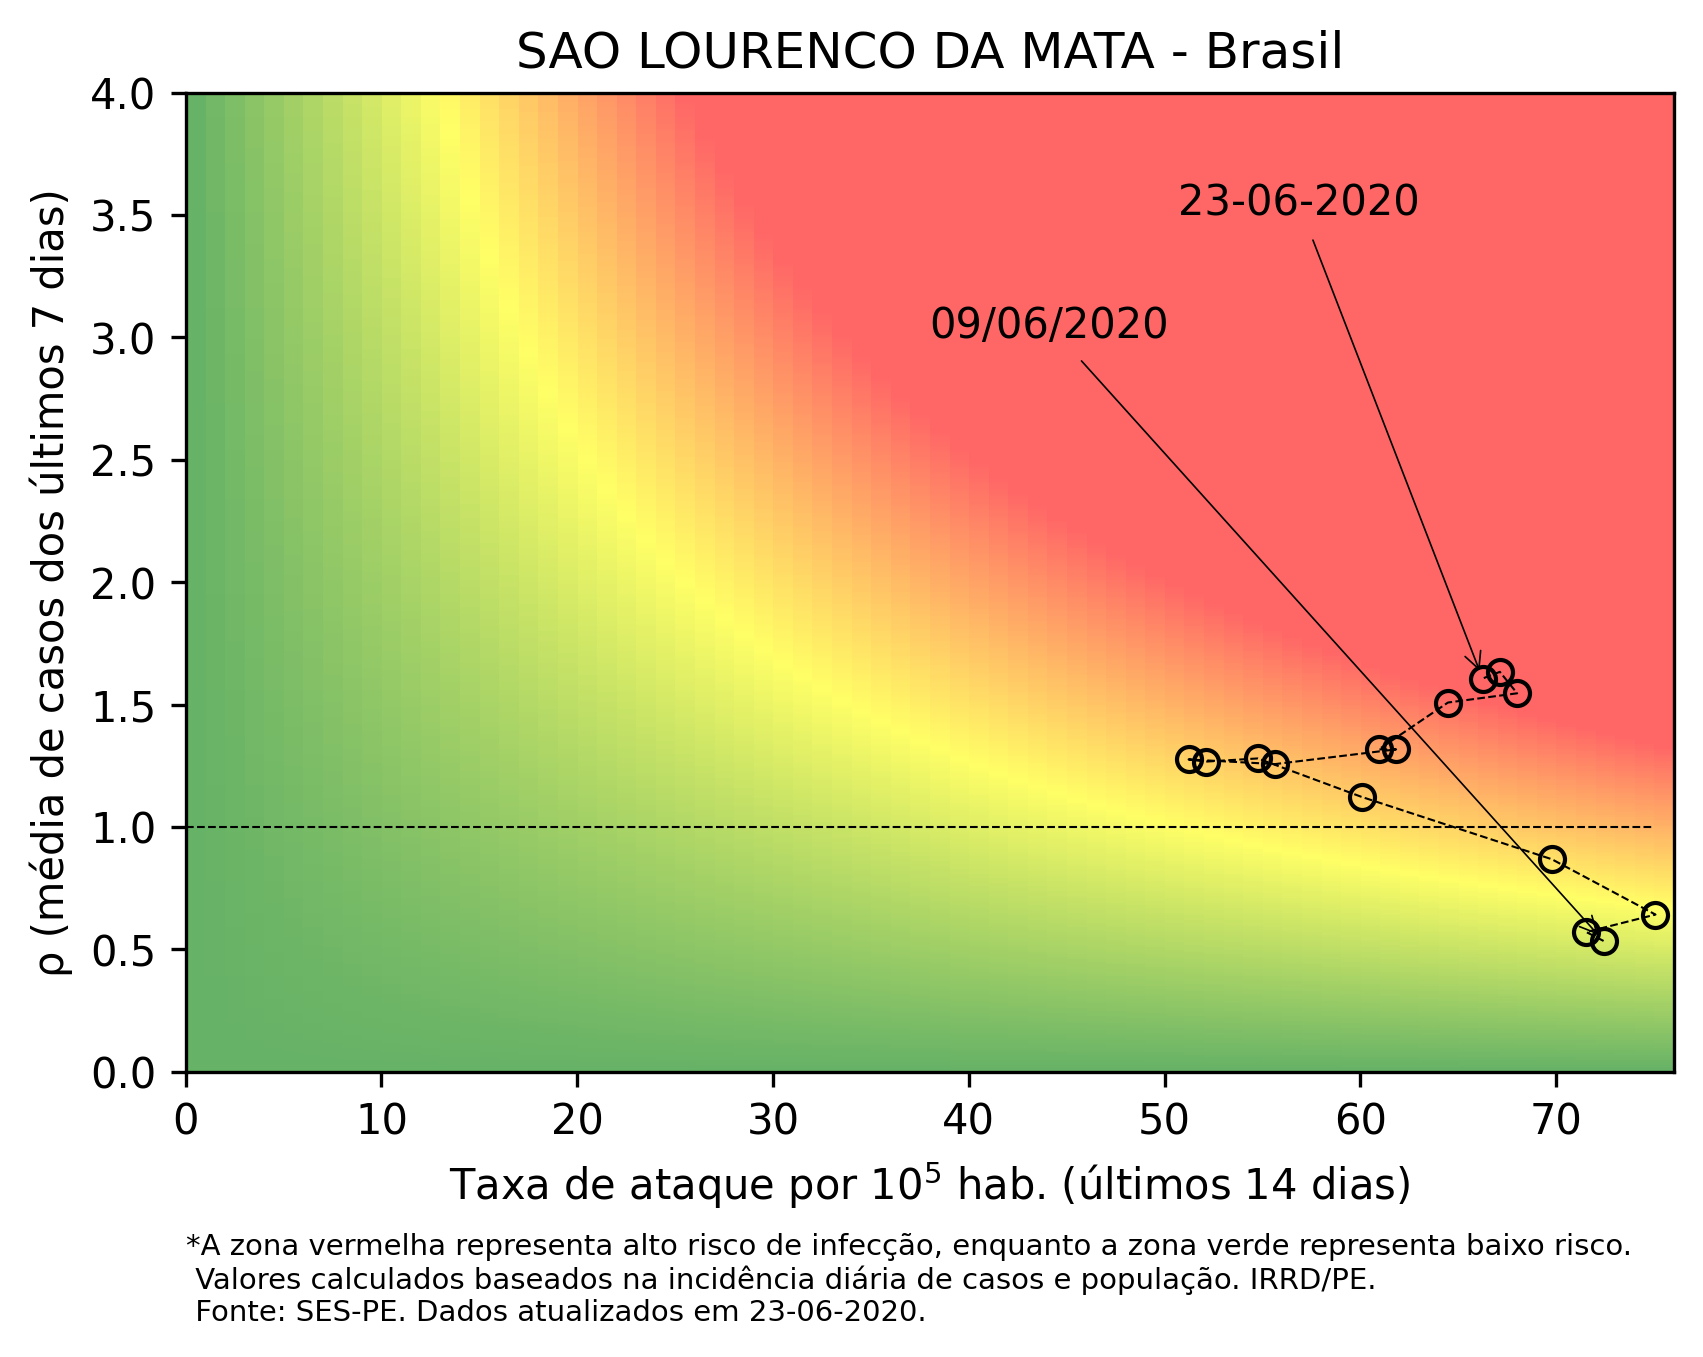 SAO LOURENCO DA MATA - Brasil
4.0
3.5
3.0
2.5
2.0
1.5
1.0
0.5
0.0
ρ (média de casos dos últimos 7 dias)
23-06-2020
09/06/2020
0 10 20 30 40 50 60 70
Taxa de ataque por 10⁵ hab. (últimos 14 dias)
*A zona vermelha representa alto risco de infecção, enquanto a zona verde representa baixo risco.
Valores calculados baseados na incidência diária de casos e população. IRRD/PE.
Fonte: SES-PE. Dados atualizados em 23-06-2020.